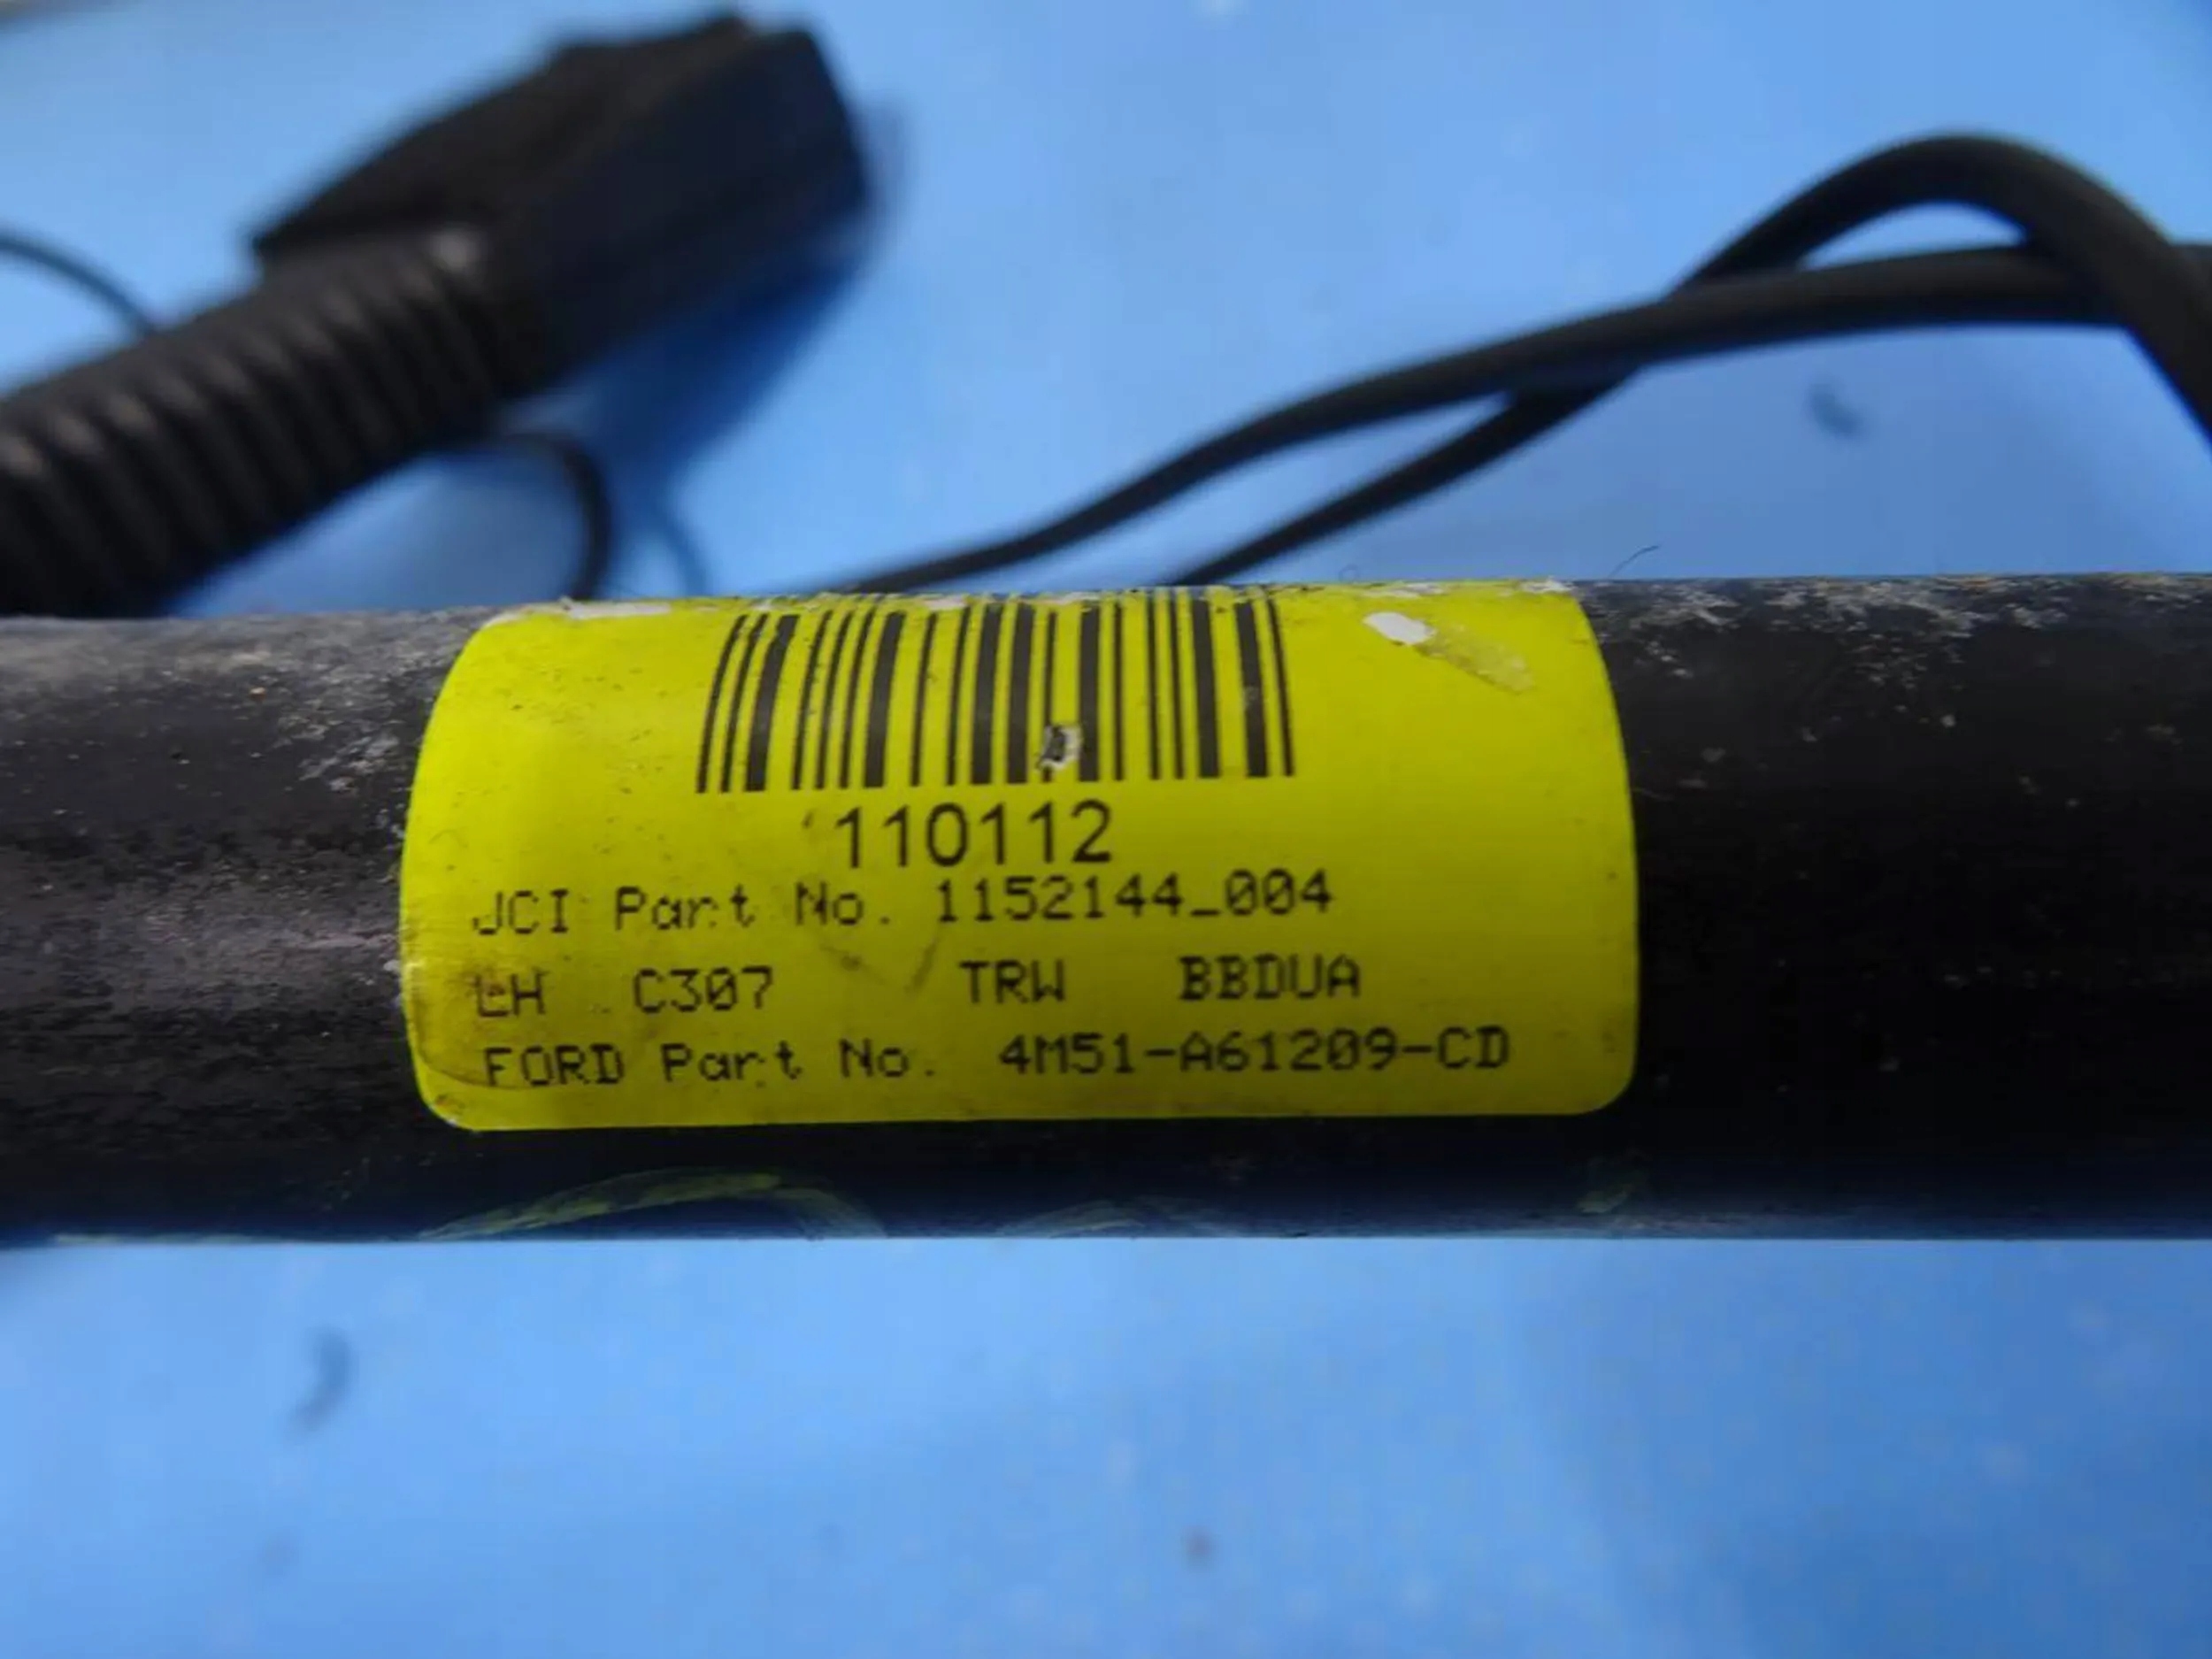 110112
JCI Part No. 1152144_004
LH C307 TRW BBDUA
FORD Part No. 4M51-A61209-CD